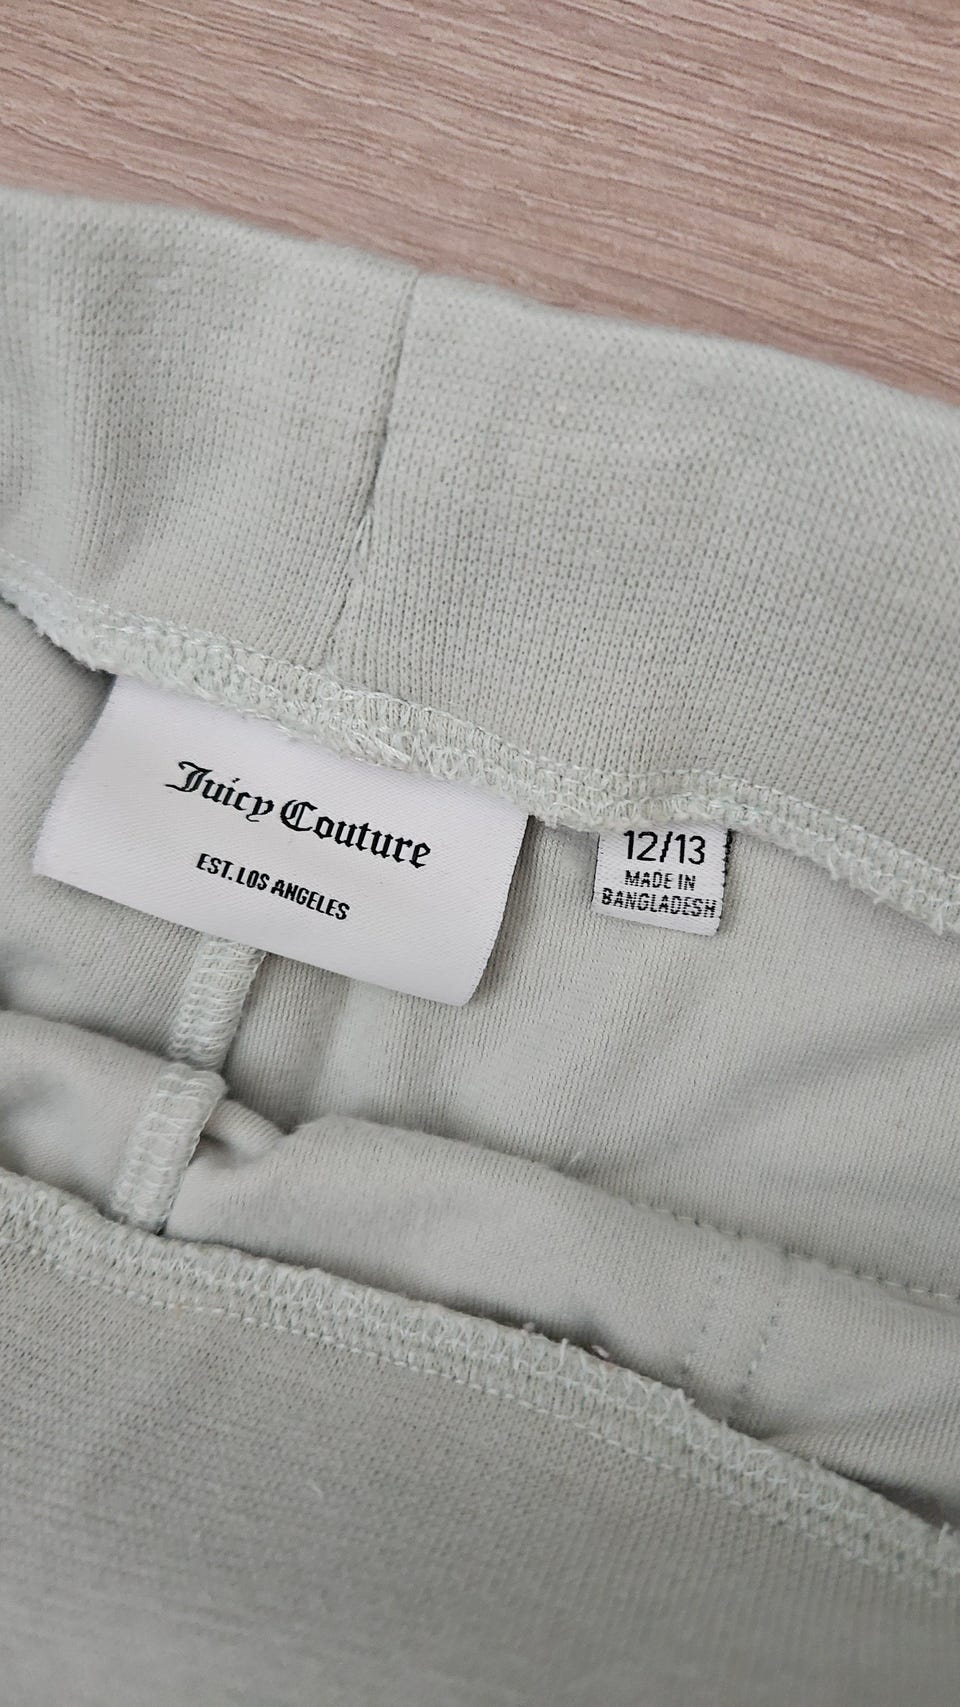 Juicy Couture
EST. LOS ANGELES
12/13
MADE IN
BANGLADESH